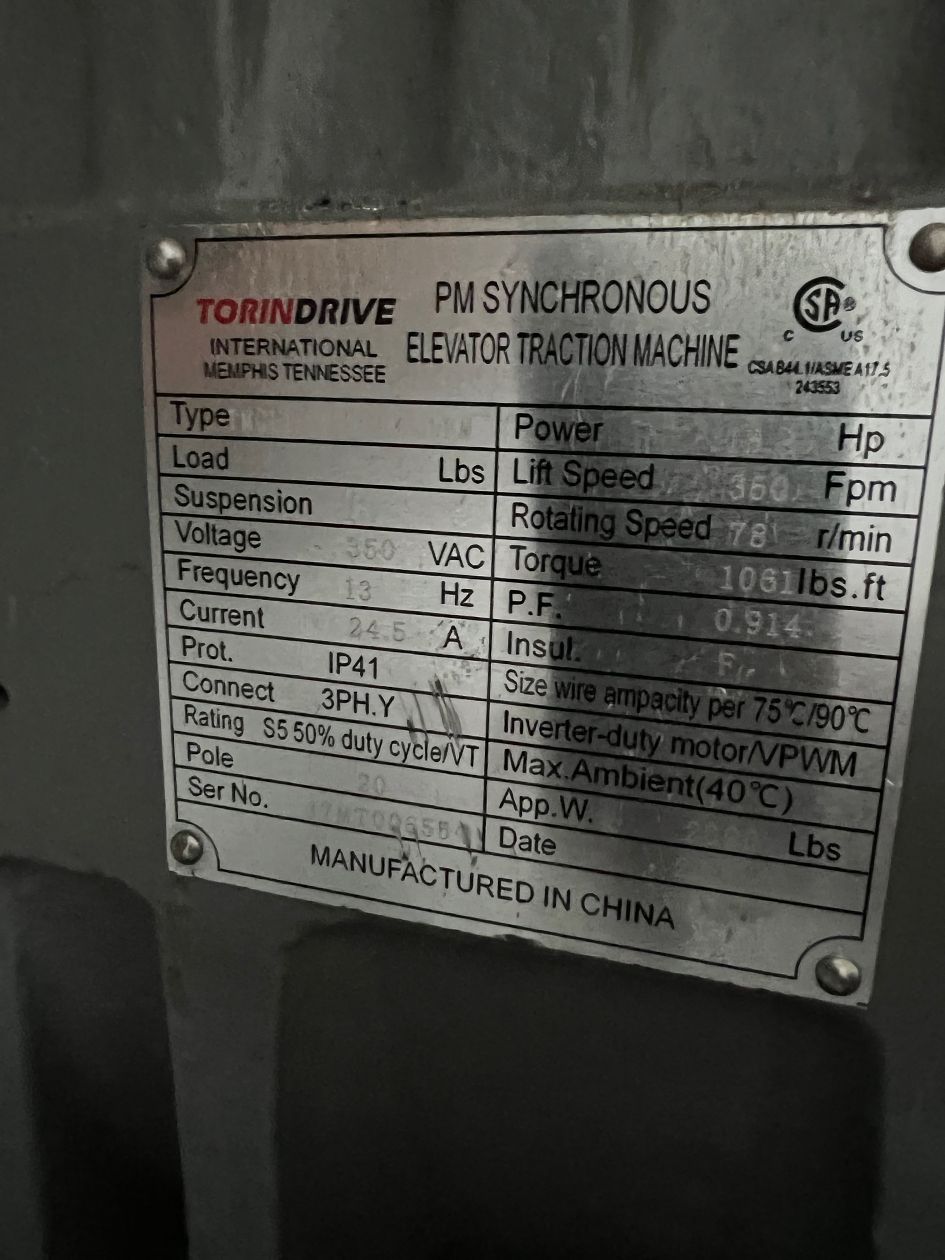 TORINDRIVE
INTERNATIONAL
MEMPHIS TENNESSEE
PM SYNCHRONOUS
ELEVATOR TRACTION MACHINE
CSA®
C US
CSA B44.1/ASME A17.5
243553
Type
Load Lbs
Suspension
Voltage 350 VAC
Frequency 13 Hz
Current 24.5 A
Prot. IP41
Connect 3PH.Y
Rating S5 50% duty cycle/VT
Pole 20
Ser No.
Power Hp
Lift Speed 350 Fpm
Rotating Speed 78 r/min
Torque 1061 lbs.ft
P.F. 0.914
Insul. F
Size wire ampacity per 75℃/90℃
Inverter-duty motor/VPWM
Max.Ambient(40℃)
App.W. Lbs
Date
MANUFACTURED IN CHINA